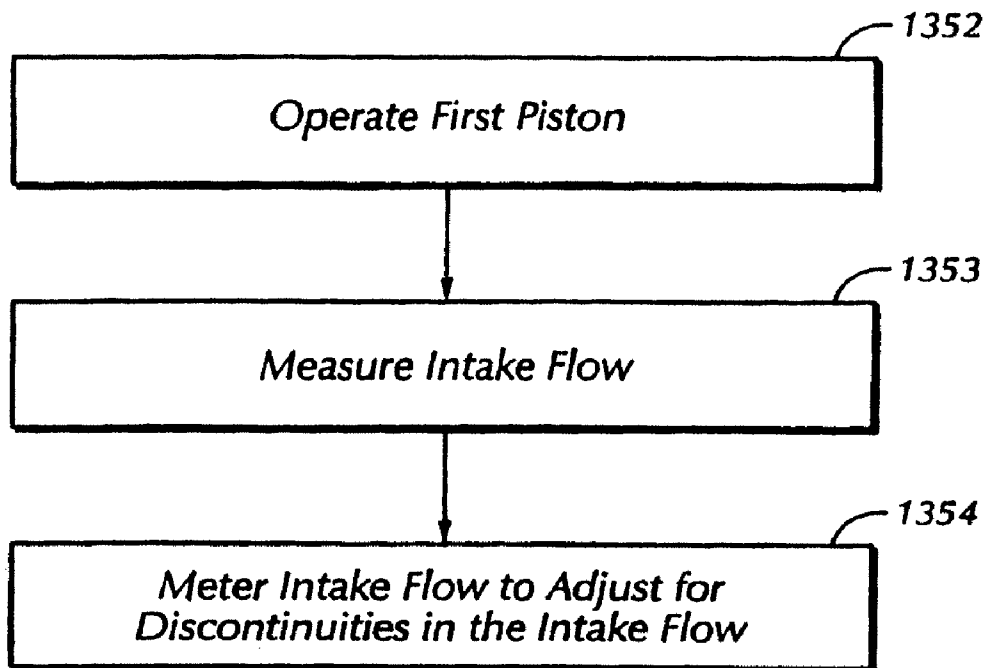 1352
Operate First Piston
1353
Measure Intake Flow
1354
Meter Intake Flow to Adjust for
Discontinuities in the Intake Flow